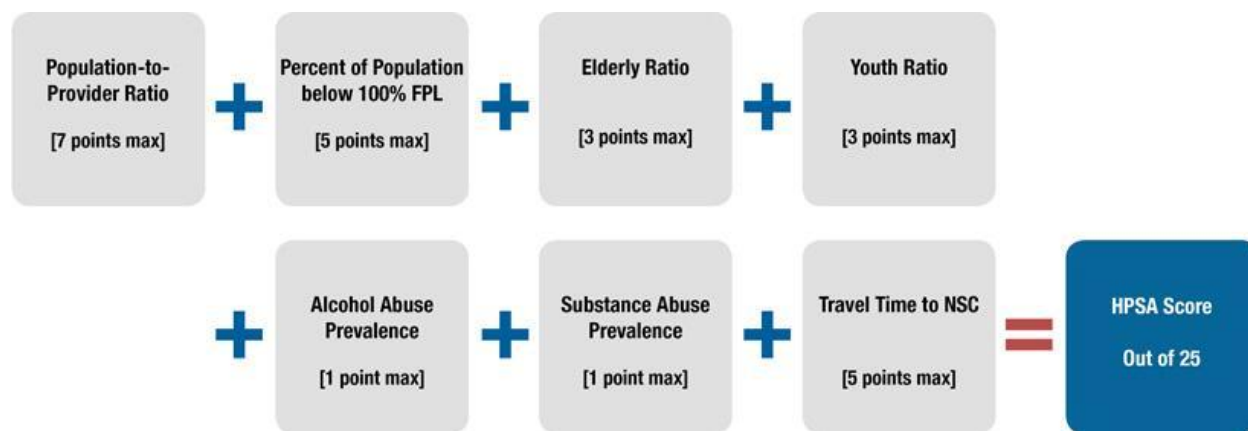 Population-to-
Provider Ratio
[7 points max]
Percent of Population
below 100% FPL
[5 points max]
Elderly Ratio
[3 points max]
Youth Ratio
[3 points max]
Alcohol Abuse
Prevalence
[1 point max]
Substance Abuse
Prevalence
[1 point max]
Travel Time to NSC
[5 points max]
HPSA Score
Out of 25